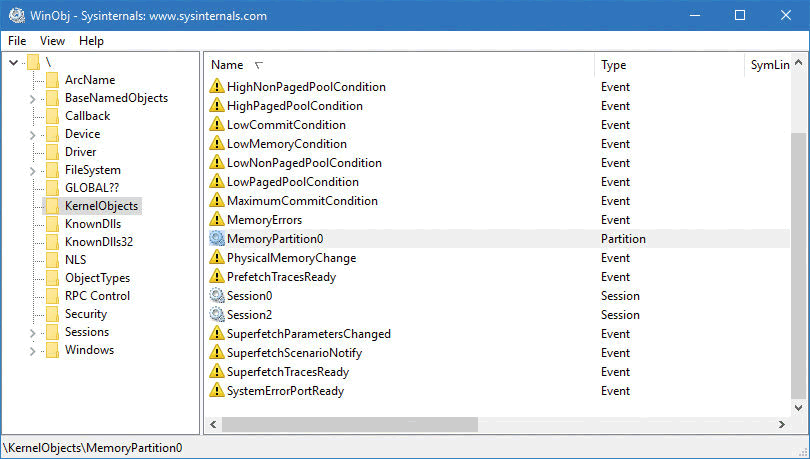 WinObj - Sysinternals: www.sysinternals.com
File View Help
\
ArcName
BaseNamedObjects
Callback
Device
Driver
FileSystem
GLOBAL??
KernelObjects
KnownDlls
KnownDlls32
NLS
ObjectTypes
RPC Control
Security
Sessions
Windows
Name Type SymLin
HighNonPagedPoolCondition Event
HighPagedPoolCondition Event
LowCommitCondition Event
LowMemoryCondition Event
LowNonPagedPoolCondition Event
LowPagedPoolCondition Event
MaximumCommitCondition Event
MemoryErrors Event
MemoryPartition0 Partition
PhysicalMemoryChange Event
PrefetchTracesReady Event
Session0 Session
Session2 Session
SuperfetchParametersChanged Event
SuperfetchScenarioNotify Event
SuperfetchTracesReady Event
SystemErrorPortReady Event
\KernelObjects\MemoryPartition0